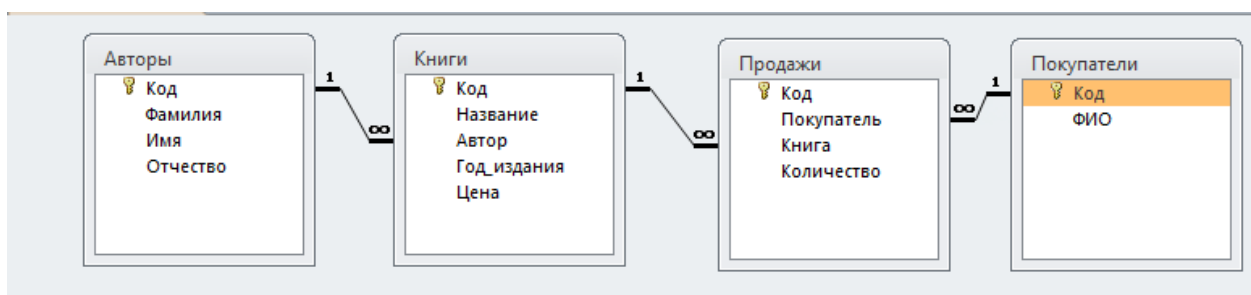 Авторы
Код
Фамилия
Имя
Отчество
1
∞
Книги
Код
Название
Автор
Год_издания
Цена
1
∞
Продажи
Код
Покупатель
Книга
Количество
∞
1
Покупатели
Код
ФИО